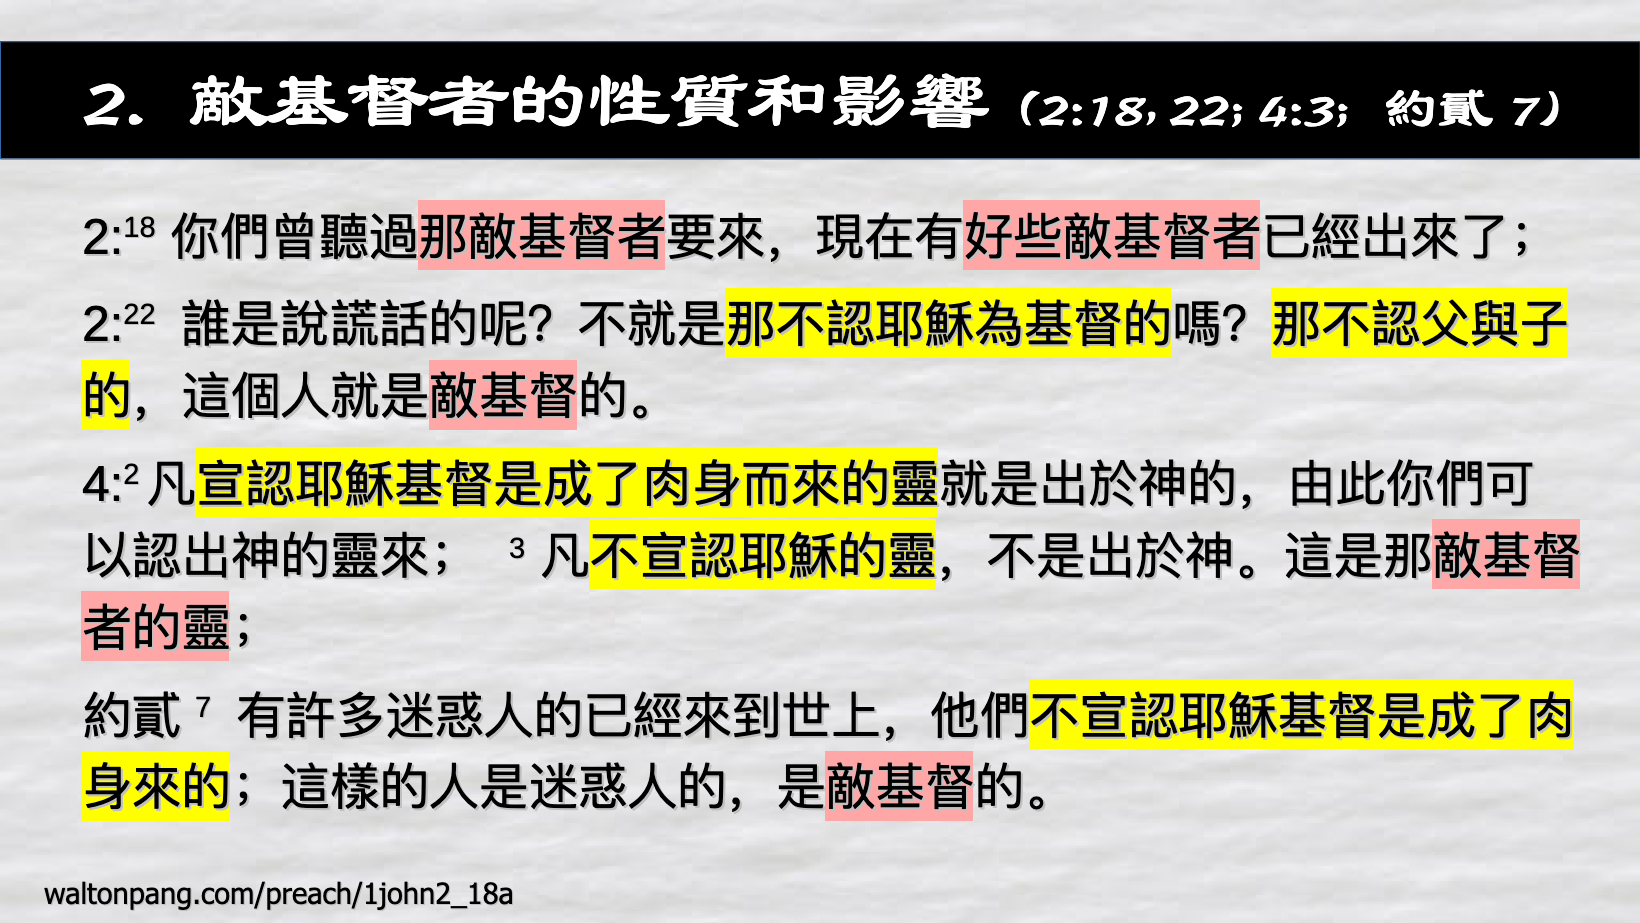 2. 敵基督者的性質和影響（2:18, 22; 4:3; 約貳 7）
2:18 你們曾聽過那敵基督者要來，現在有好些敵基督者已經出來了；
2:22 誰是說謊話的呢？不就是那不認耶穌為基督的嗎？那不認父與子
的，這個人就是敵基督的。
4:2 凡宣認耶穌基督是成了肉身而來的靈就是出於神的，由此你們可
以認出神的靈來； 3 凡不宣認耶穌的靈，不是出於神。這是那敵基督
者的靈；
約貳 7 有許多迷惑人的已經來到世上，他們不宣認耶穌基督是成了肉
身來的；這樣的人是迷惑人的，是敵基督的。
waltonpang.com/preach/1john2_18a